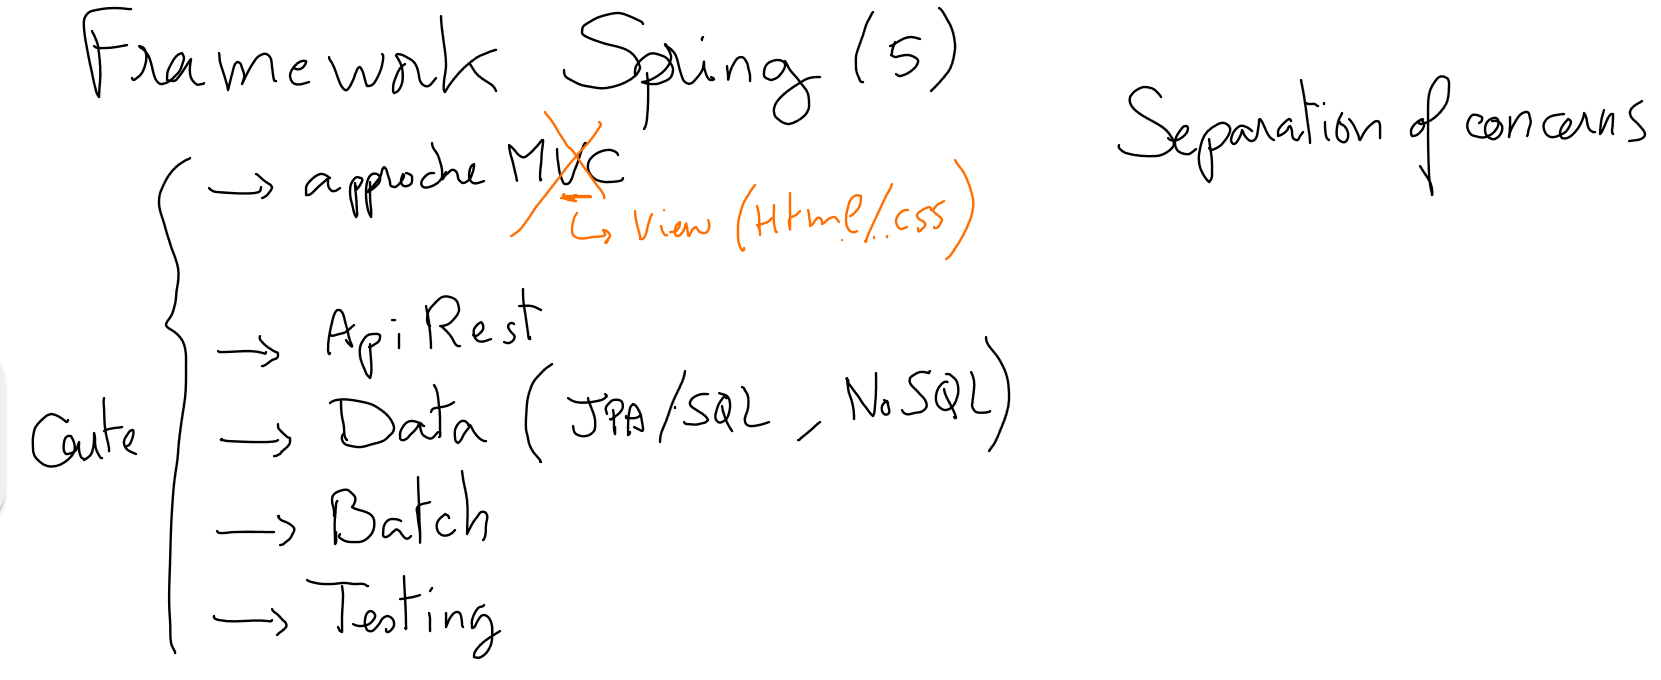 Framework Spring (5)
Separation of concerns
→ approche MVC
↳ View (Html/css)
→ Api Rest
→ Data (JPA/SQL, NoSQL)
→ Batch
→ Testing